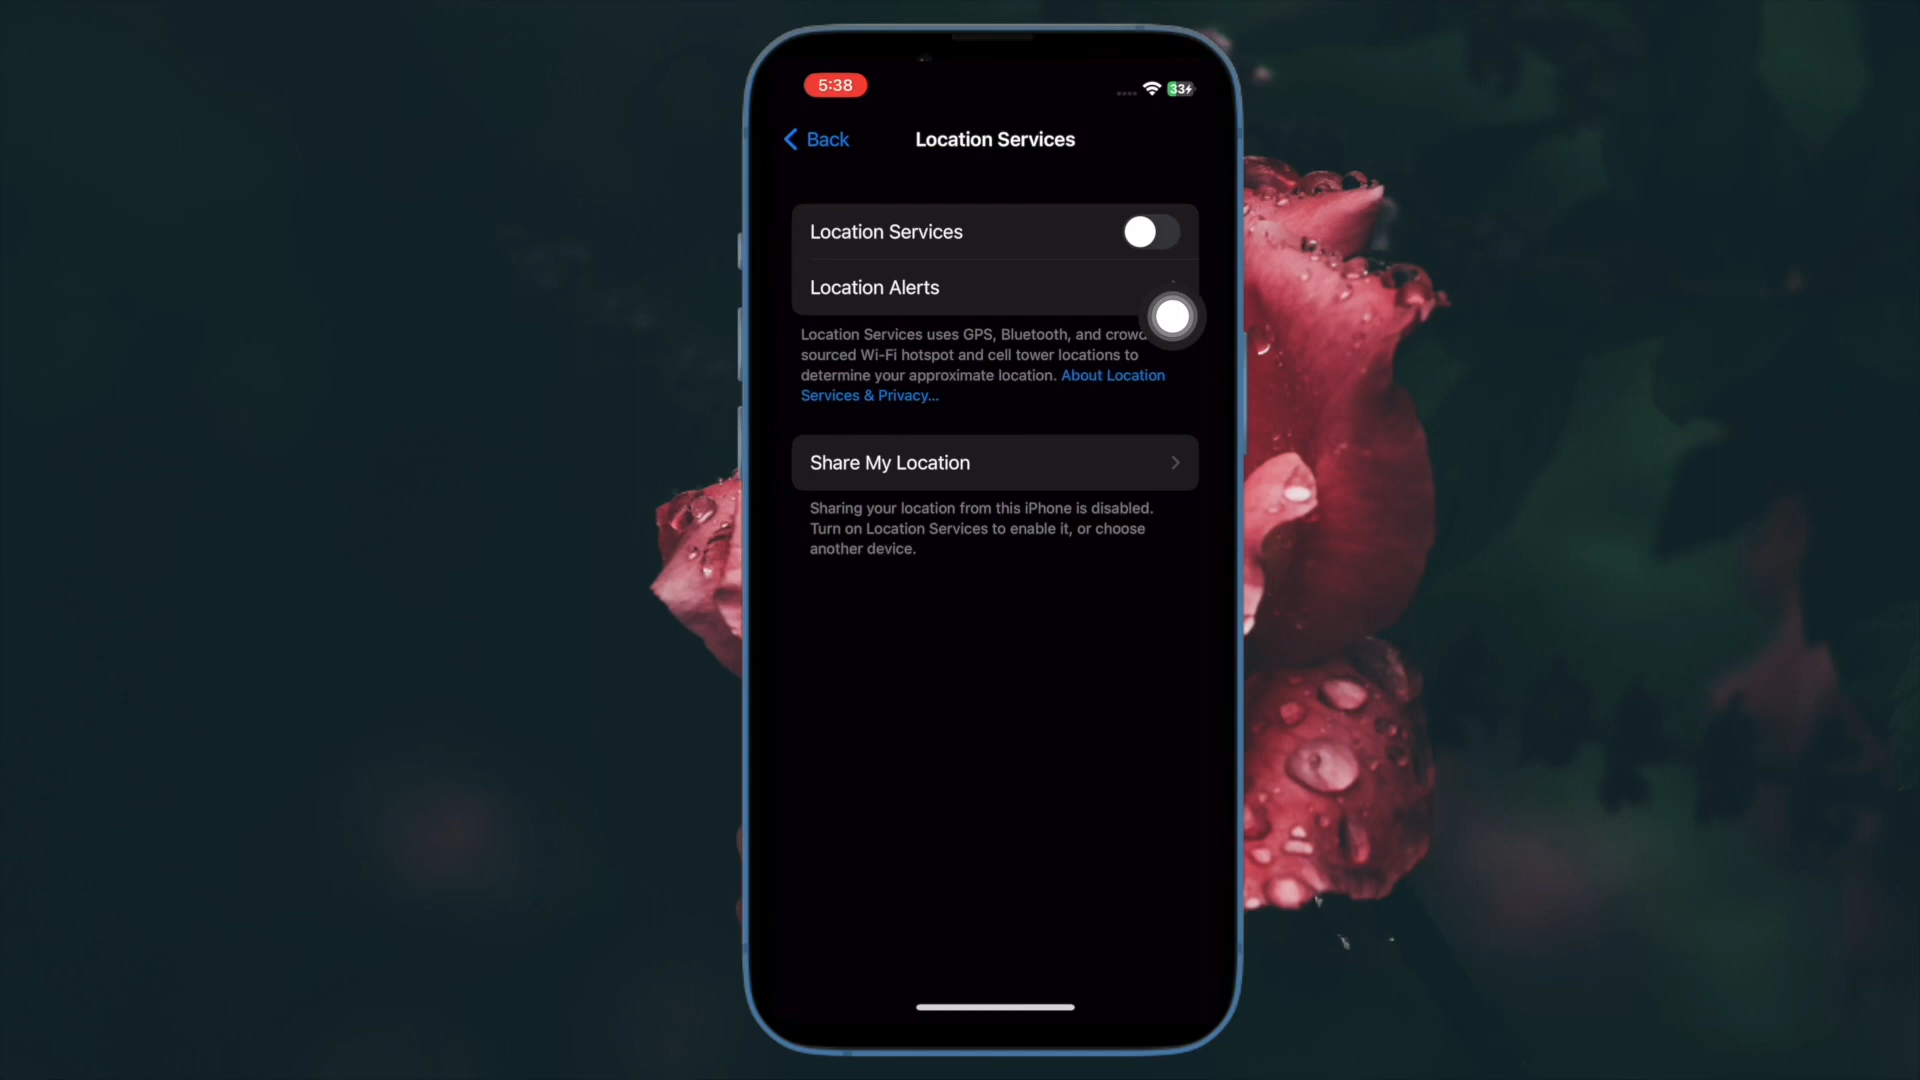 5:38
33
Back
Location Services
Location Services
Location Alerts
Location Services uses GPS, Bluetooth, and
sourced Wi-Fi hotspot and cell tower locations to
determine your approximate location. About Location
Services & Privacy...
Share My Location
Sharing your location from this iPhone is disabled.
Turn on Location Services to enable it, or choose
another device.